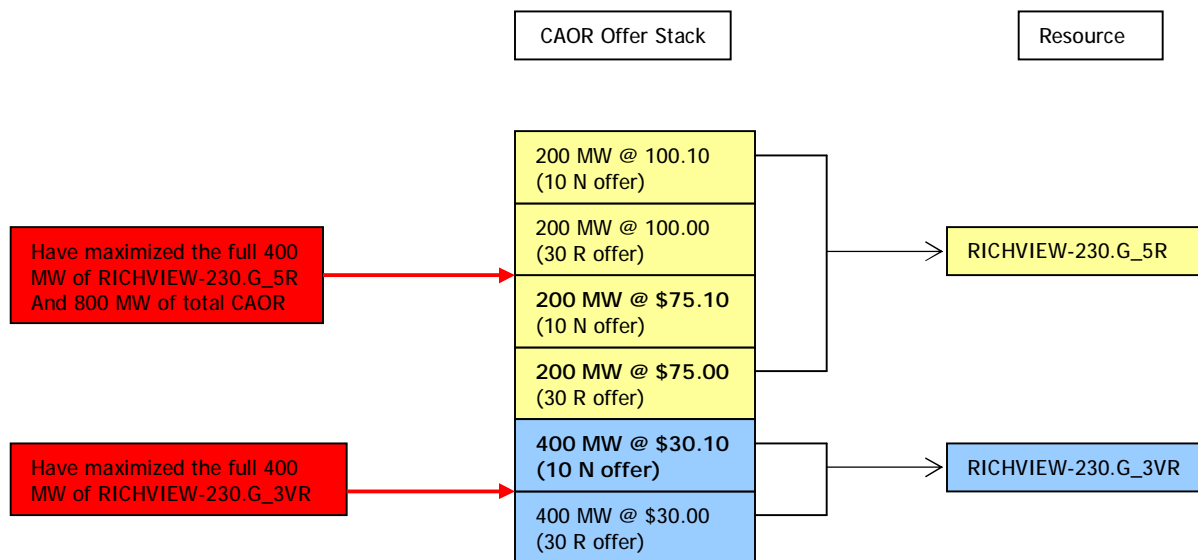 CAOR Offer Stack
Resource
200 MW @ 100.10
(10 N offer)
200 MW @ 100.00
(30 R offer)
200 MW @ $75.10
(10 N offer)
200 MW @ $75.00
(30 R offer)
400 MW @ $30.10
(10 N offer)
400 MW @ $30.00
(30 R offer)
Have maximized the full 400
MW of RICHVIEW-230.G_5R
And 800 MW of total CAOR
Have maximized the full 400
MW of RICHVIEW-230.G_3VR
RICHVIEW-230.G_5R
RICHVIEW-230.G_3VR